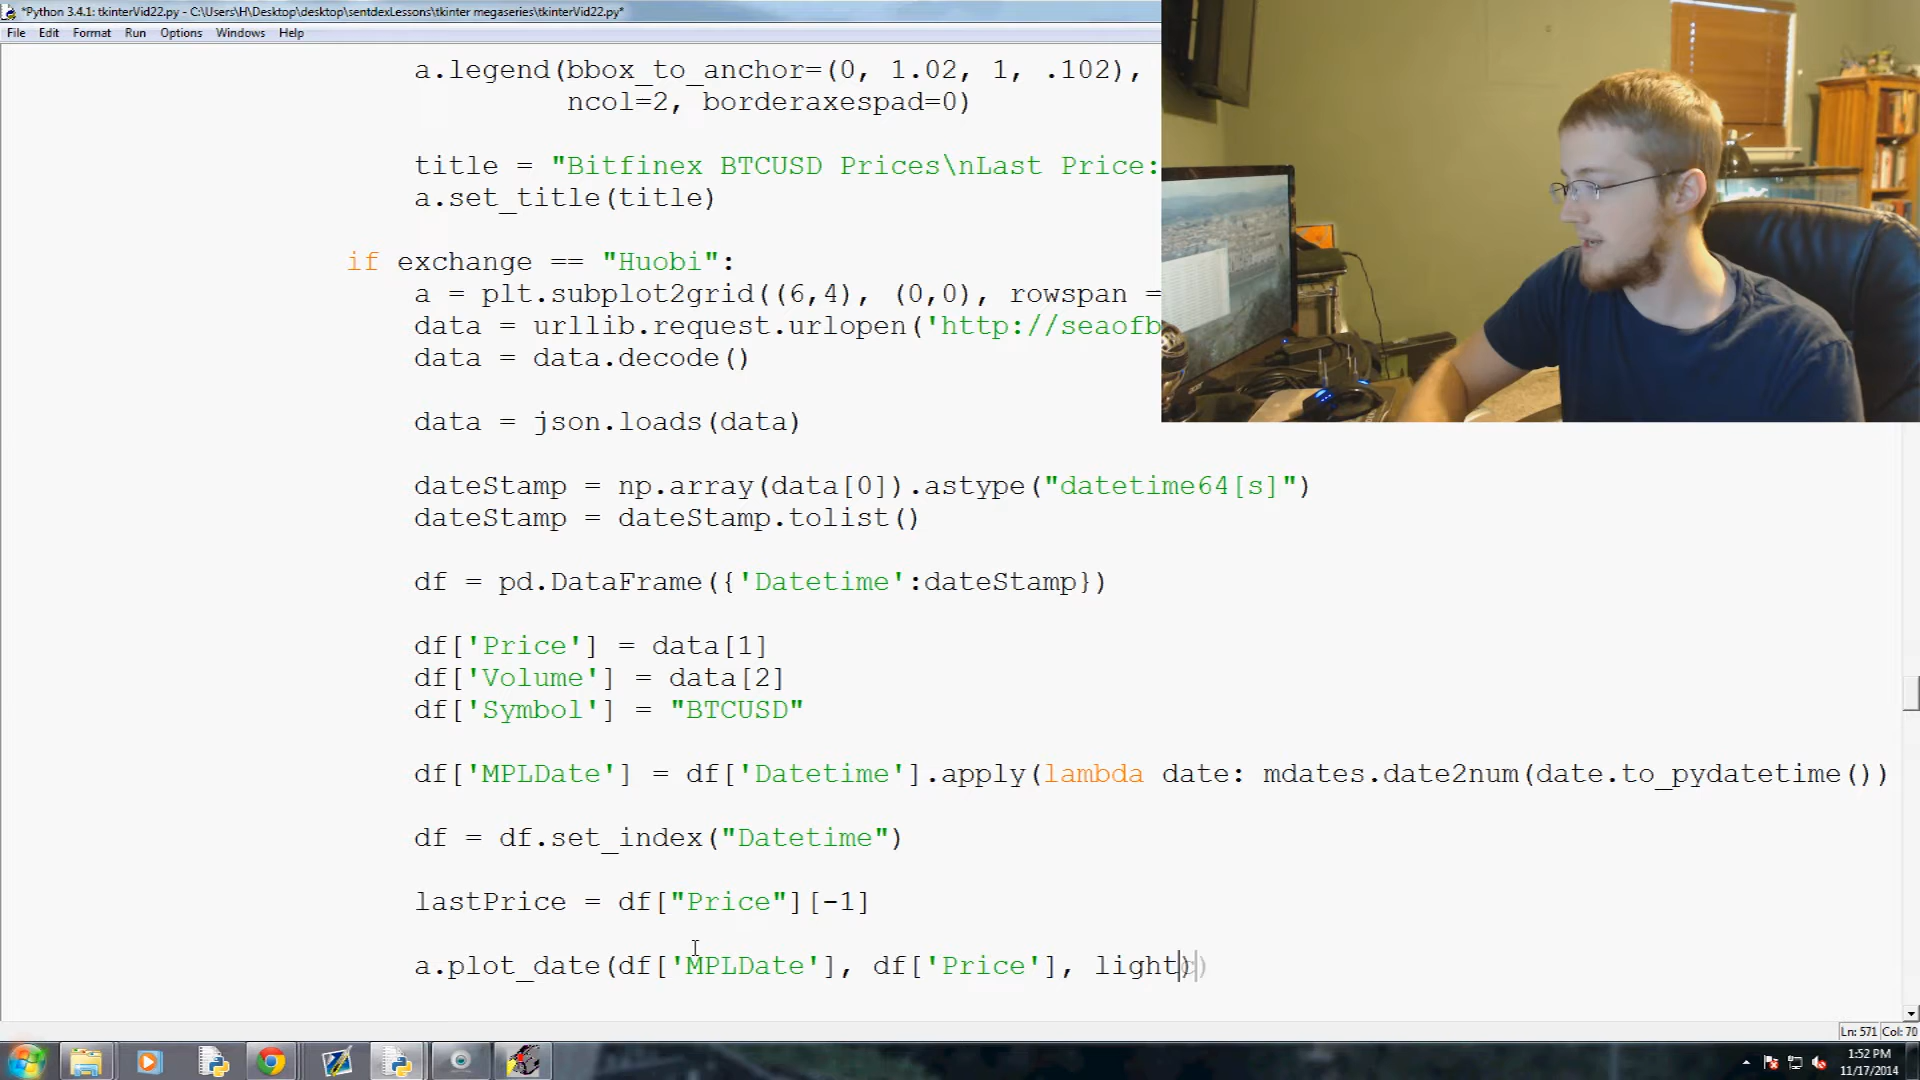 *Python 3.4.1: tkinterVid22.py - C:\Users\H\Desktop\desktop\sentdexLessons\tkinter megaseries\tkinterVid22.py*
File Edit Format Run Options Windows Help
a.legend(bbox_to_anchor=(0, 1.02, 1, .102),
ncol=2, borderaxespad=0)
title = "Bitfinex BTCUSD Prices\nLast Price:
a.set_title(title)
if exchange == "Huobi":
a = plt.subplot2grid((6,4), (0,0), rowspan =
data = urllib.request.urlopen('http://seaofb
data = data.decode()
data = json.loads(data)
dateStamp = np.array(data[0]).astype("datetime64[s]")
dateStamp = dateStamp.tolist()
df = pd.DataFrame({'Datetime':dateStamp})
df['Price'] = data[1]
df['Volume'] = data[2]
df['Symbol'] = "BTCUSD"
df['MPLDate'] = df['Datetime'].apply(lambda date: mdates.date2num(date.to_pydatetime())
df = df.set_index("Datetime")
lastPrice = df["Price"][-1]
a.plot_date(df['MPLDate'], df['Price'], light)
Ln: 571 Col: 70
1:52 PM
11/17/2014